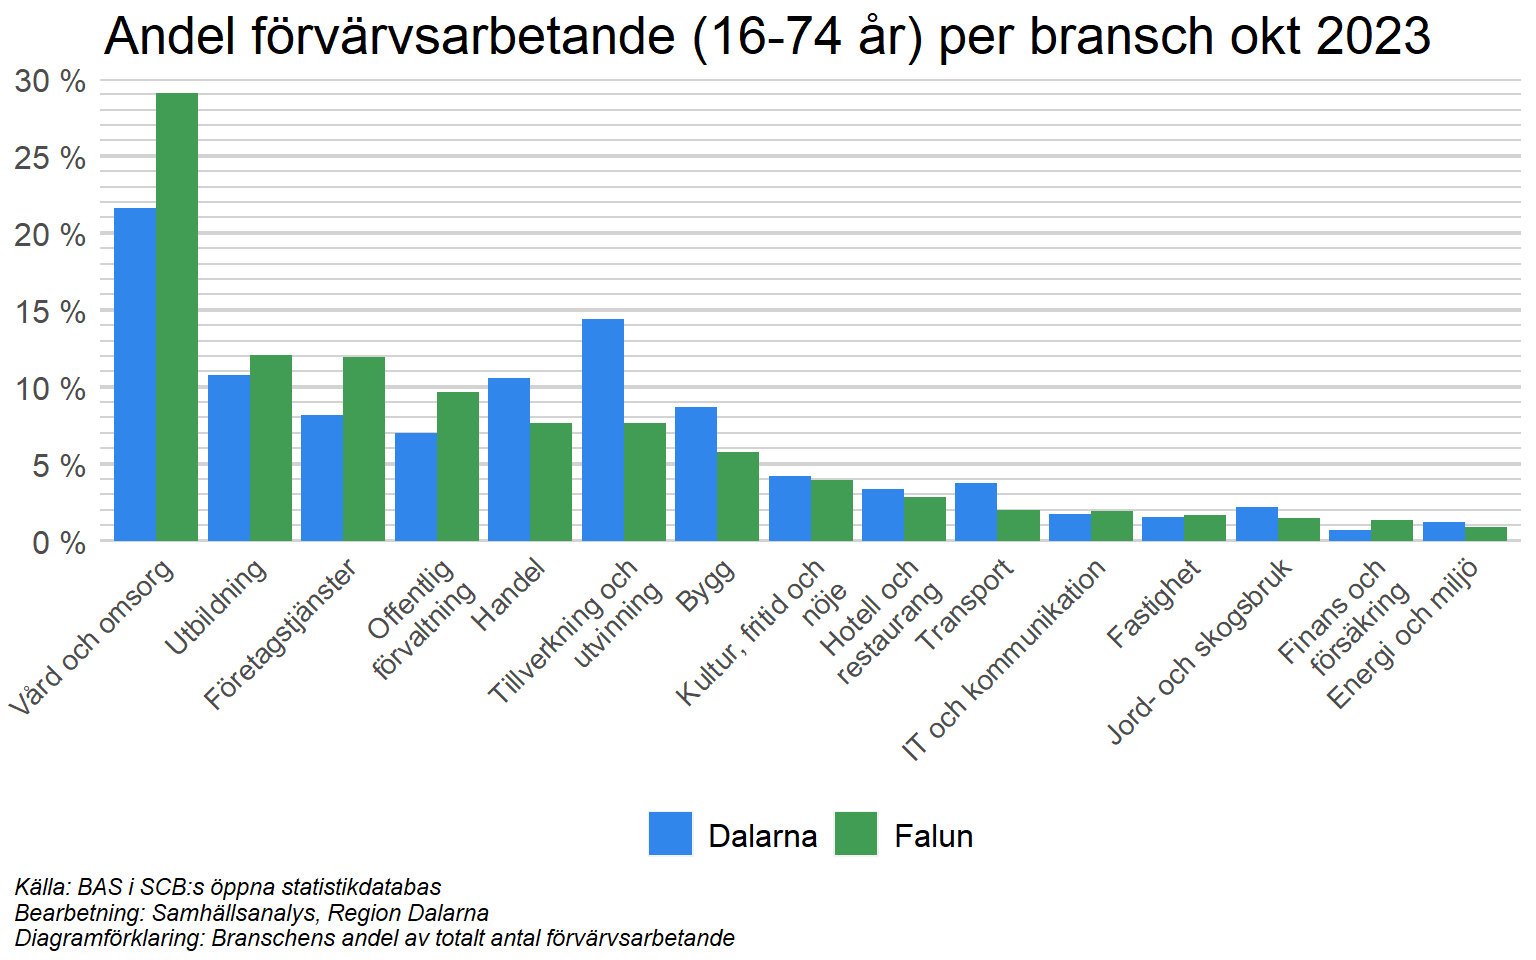 Andel förvärvsarbetande (16-74 år) per bransch okt 2023
30 %
25 %
20 %
15 %
10 %
5 %
0 %
Vård och omsorg
Utbildning
Företagstjänster
Offentlig
förvaltning
Handel
Tillverkning och
utvinning
Bygg
Kultur, fritid och
nöje
Hotell och
restaurang
Transport
IT och kommunikation
Fastighet
Jord- och skogsbruk
Finans och
försäkring
Energi och miljö
Dalarna
Falun
Källa: BAS i SCB:s öppna statistikdatabas
Bearbetning: Samhällsanalys, Region Dalarna
Diagramförklaring: Branschens andel av totalt antal förvärvsarbetande